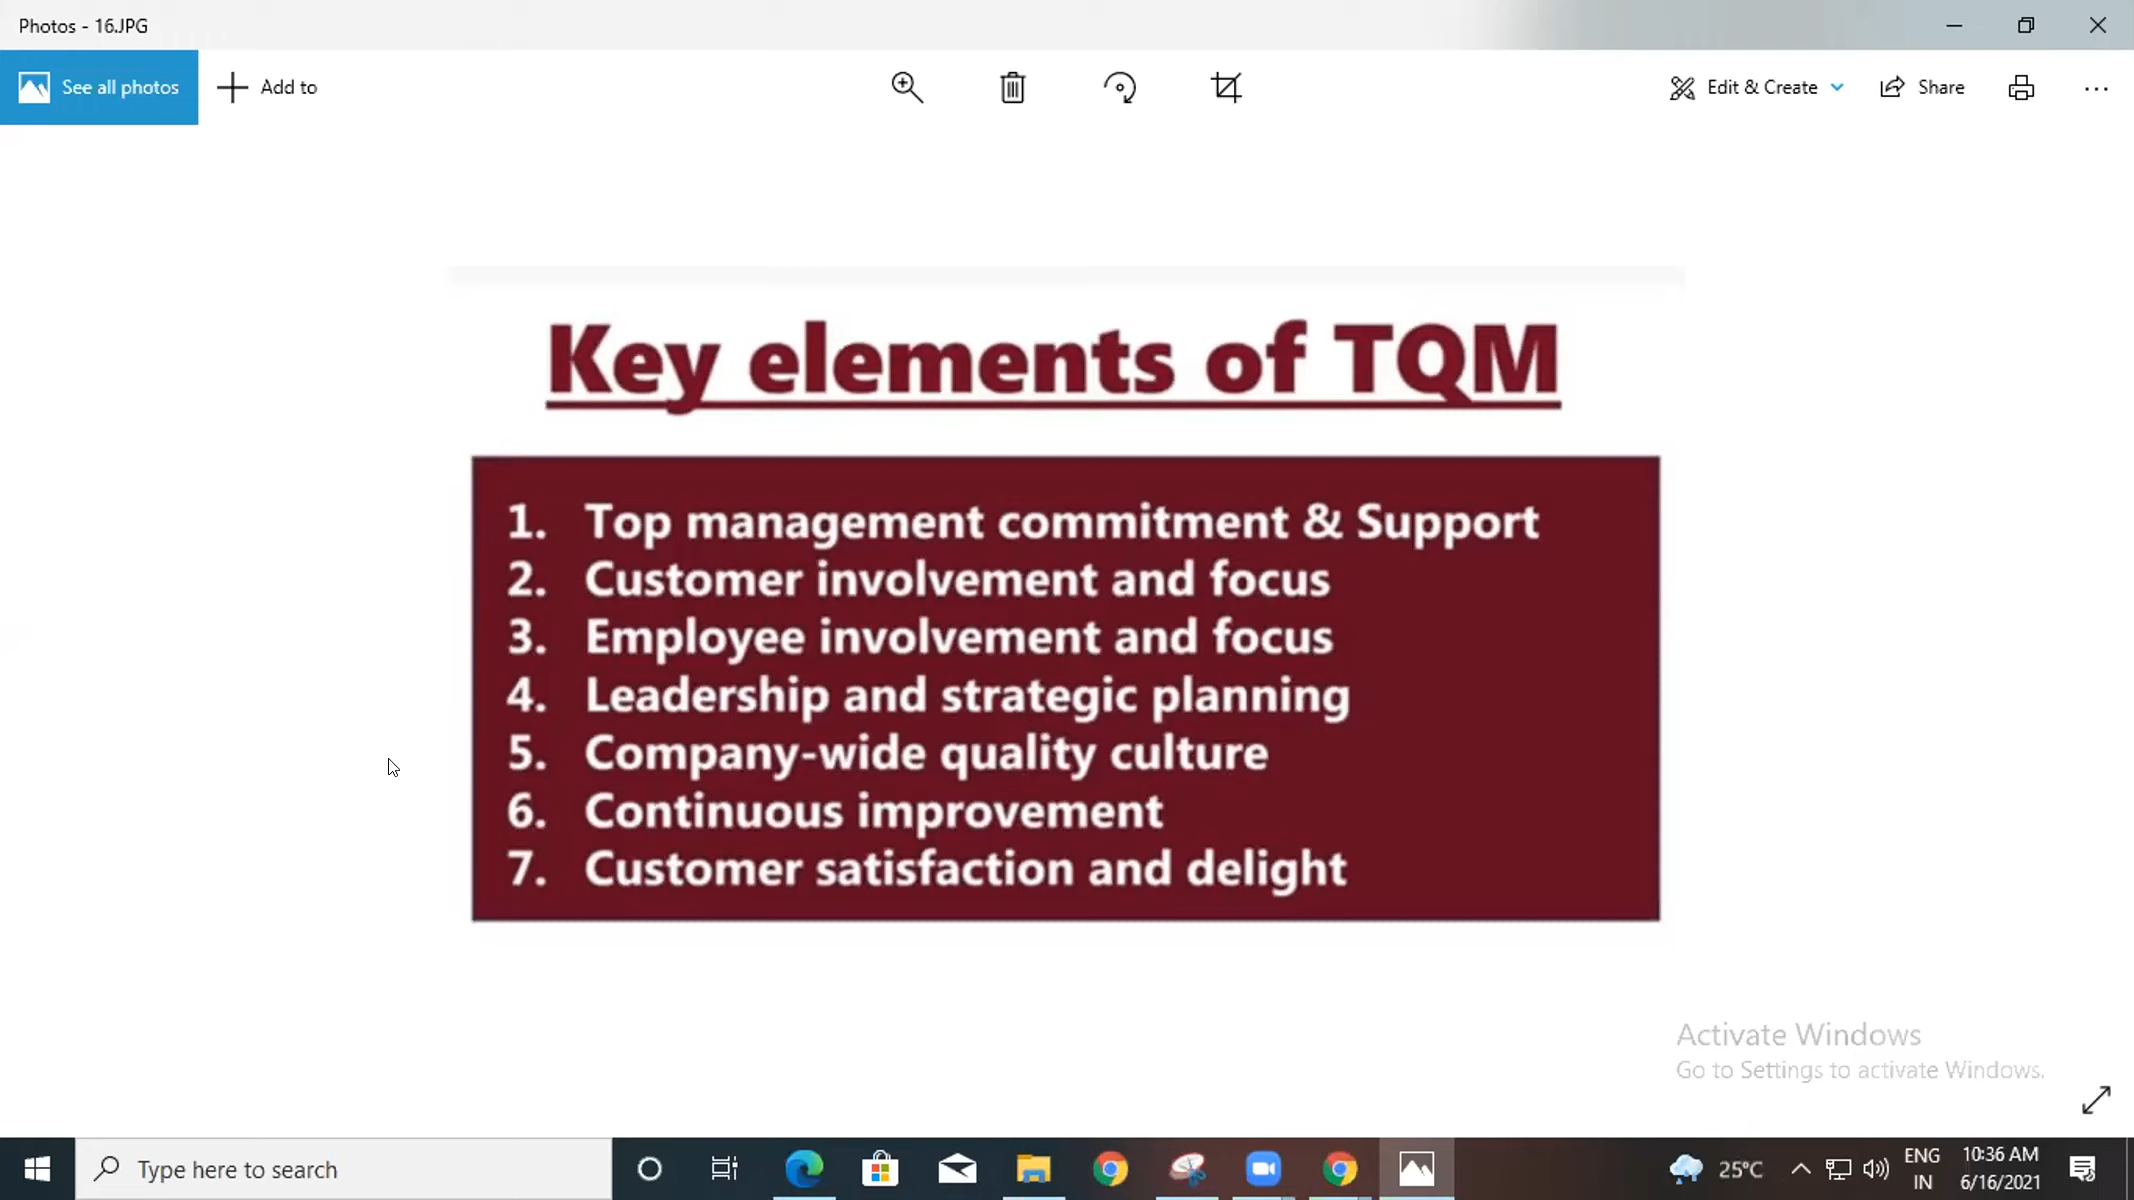 Photos - 16.JPG
See all photos
Add to
Edit & Create
Share
Key elements of TQM
1. Top management commitment & Support
2. Customer involvement and focus
3. Employee involvement and focus
4. Leadership and strategic planning
5. Company-wide quality culture
6. Continuous improvement
7. Customer satisfaction and delight
Activate Windows
Go to Settings to activate Windows.
Type here to search
25°C
ENG
IN
10:36 AM
6/16/2021